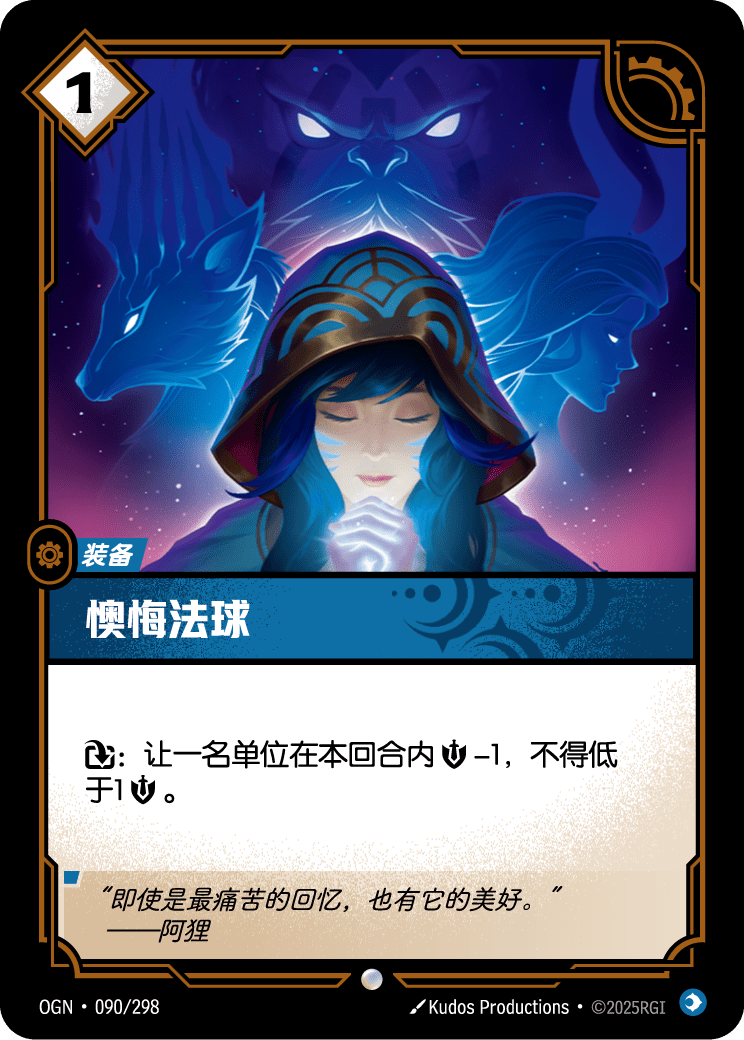 1
装备
懊悔法球
：让一名单位在本回合内 –1，不得低
于1 。
“即使是最痛苦的回忆，也有它的美好。”
——阿狸
OGN • 090/298
Kudos Productions • ©2025RGI